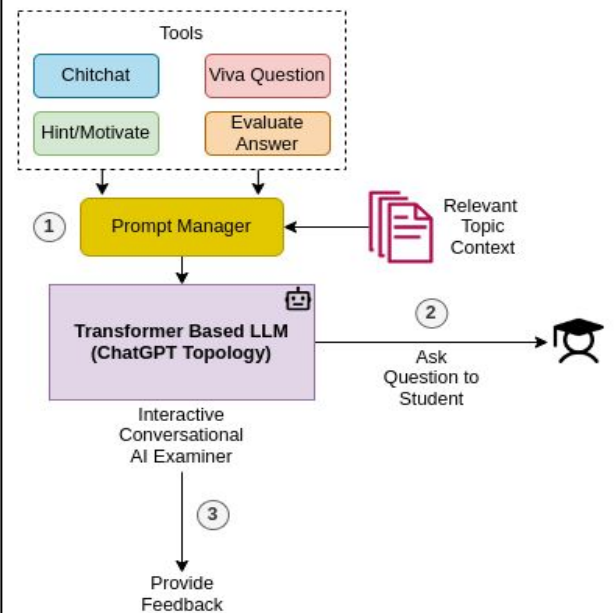 Tools
Chitchat
Viva Question
Hint/Motivate
Evaluate
Answer
1
Prompt Manager
Relevant
Topic
Context
Transformer Based LLM
(ChatGPT Topology)
2
Ask
Question to
Student
Interactive
Conversational
AI Examiner
3
Provide
Feedback